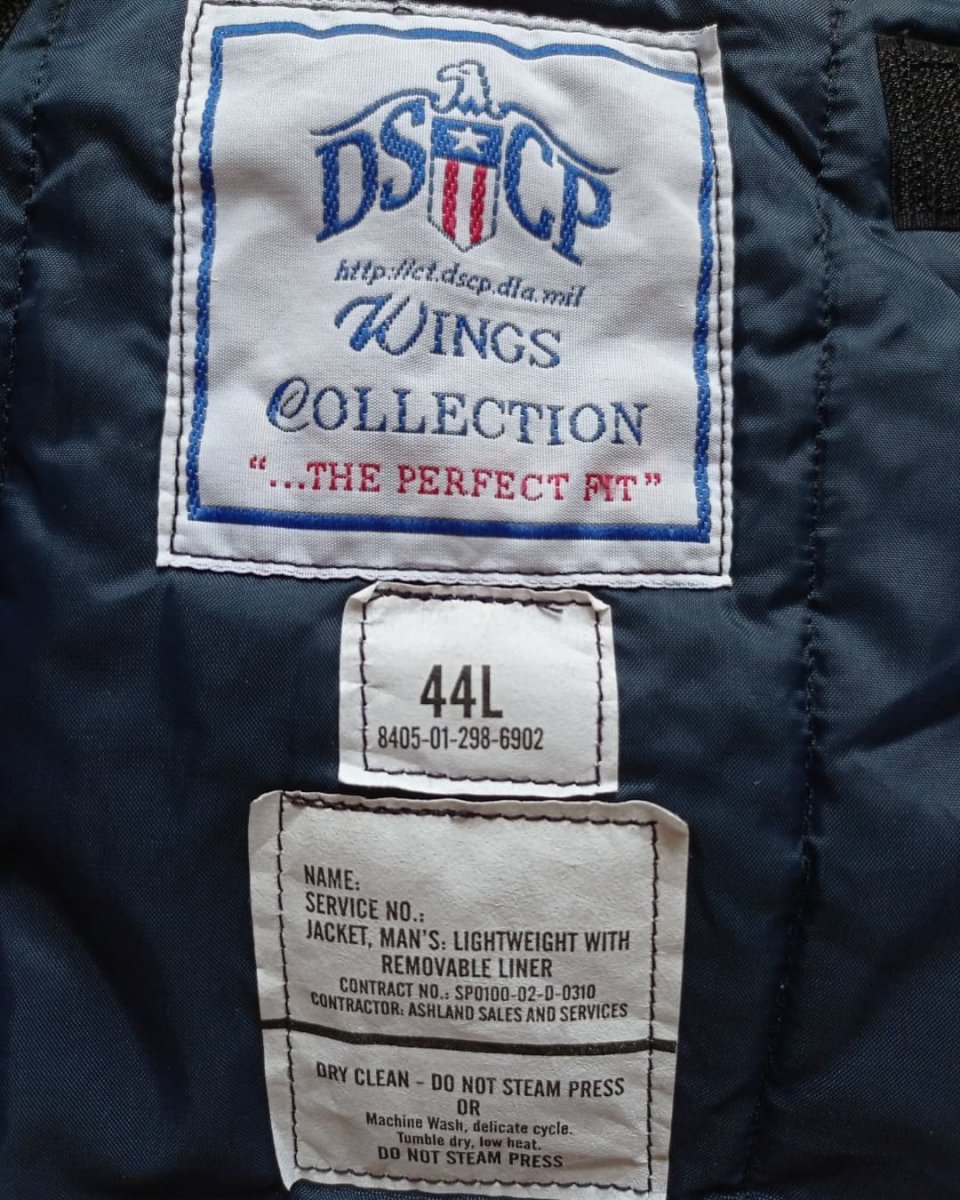 DSCP
http://ct.dscp.dla.mil
WINGS
COLLECTION
"...THE PERFECT FIT"
44L
8405-01-298-6902
NAME:
SERVICE NO.:
JACKET, MAN'S: LIGHTWEIGHT WITH
REMOVABLE LINER
CONTRACT NO.: SP0100-02-D-0310
CONTRACTOR: ASHLAND SALES AND SERVICES
DRY CLEAN - DO NOT STEAM PRESS
OR
Machine Wash, delicate cycle.
Tumble dry, low heat.
DO NOT STEAM PRESS